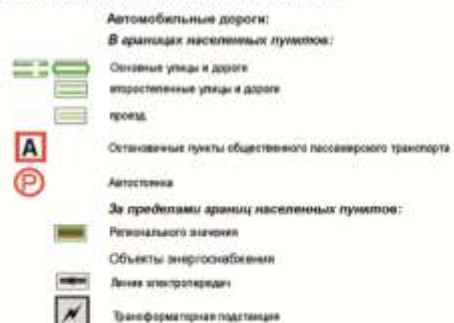 Автомобильные дороги:
В границах населенных пунктов:
Основные улицы и дороги
второстепенные улицы и дороги
проезд
А
Остановочные пункты общественного пассажирского транспорта
Р
Автостоянка
За пределами границ населенных пунктов:
Регионального значения
Объекты энергоснабжения
Линии электропередач
Трансформаторная подстанция